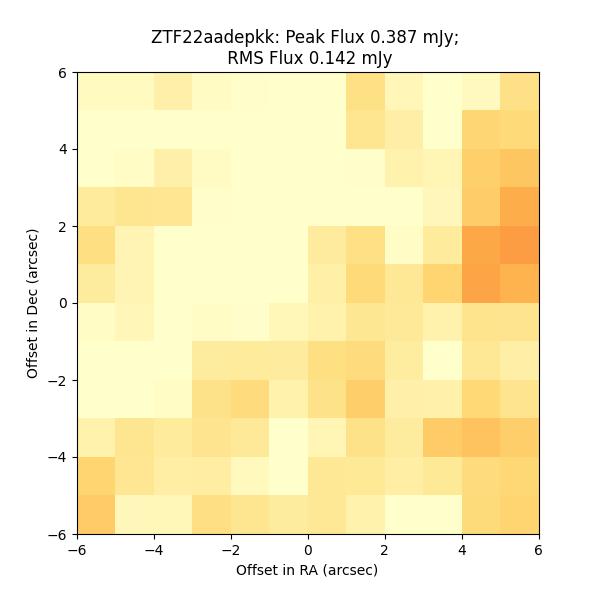 ZTF22aadepkk: Peak Flux 0.387 mJy;
RMS Flux 0.142 mJy
6
4
2
0
−2
−4
−6
Offset in Dec (arcsec)
−6 −4 −2 0 2 4 6
Offset in RA (arcsec)